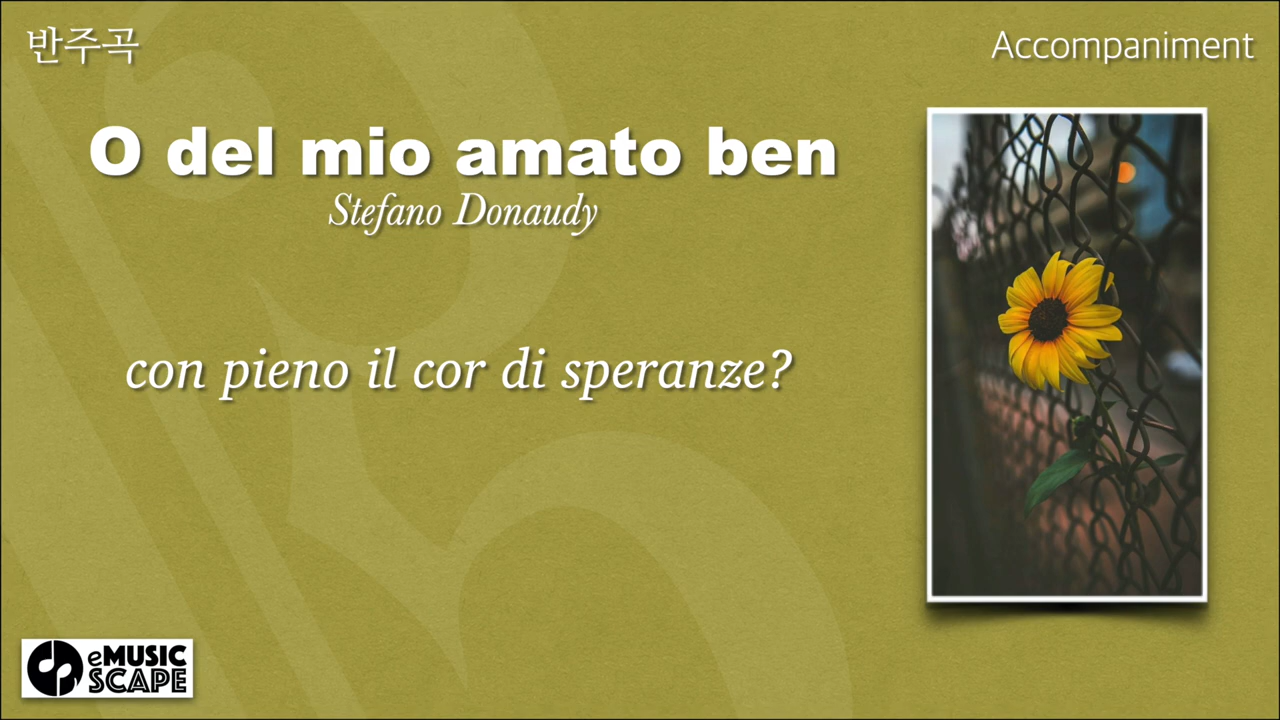 반주곡
Accompaniment
O del mio amato ben
Stefano Donaudy
con pieno il cor di speranze?
eMUSIC
SCAPE